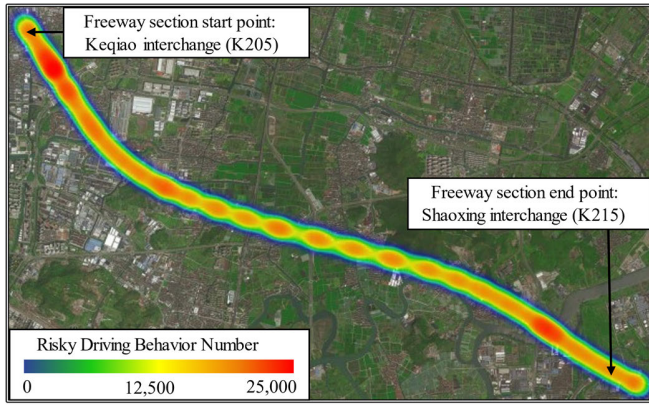 Freeway section start point:
Keqiao interchange (K205)
Freeway section end point:
Shaoxing interchange (K215)
Risky Driving Behavior Number
0 12,500 25,000